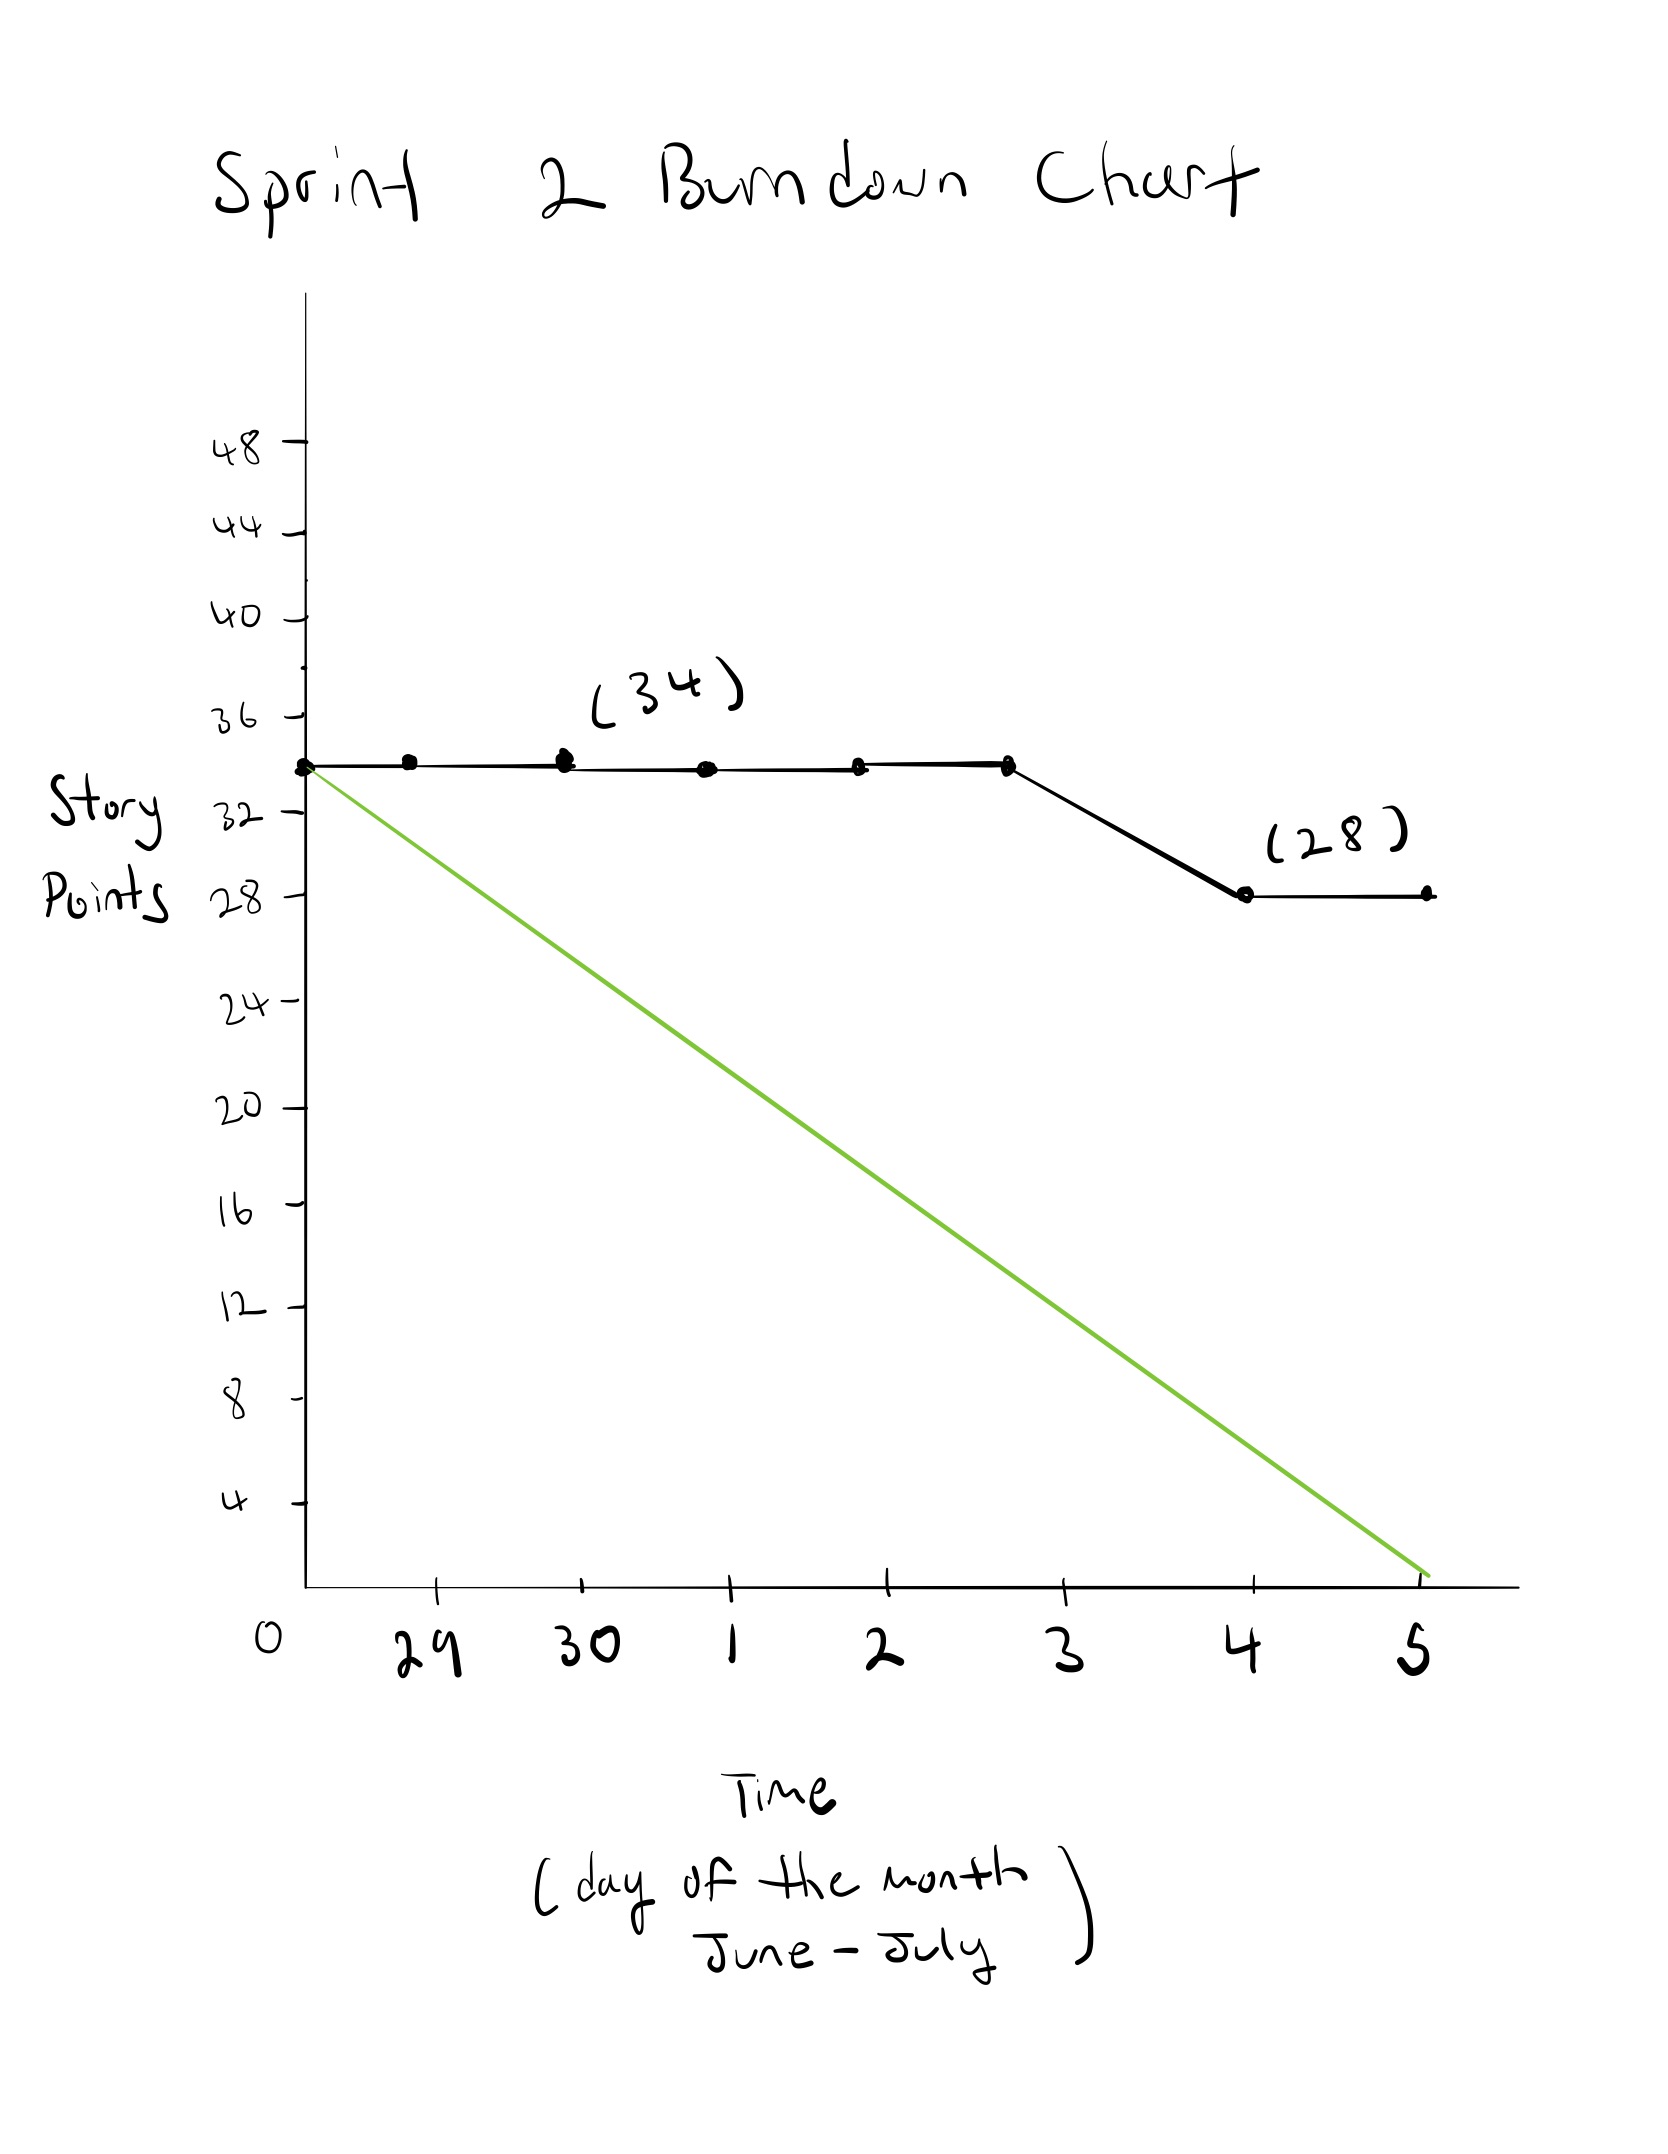 Sprint 2 Burndown Chart
48
44
40
(34)
36
Story
Points
32
(28)
28
24
20
16
12
8
4
0 29 30 1 2 3 4 5
Time
(day of the month
June - July)